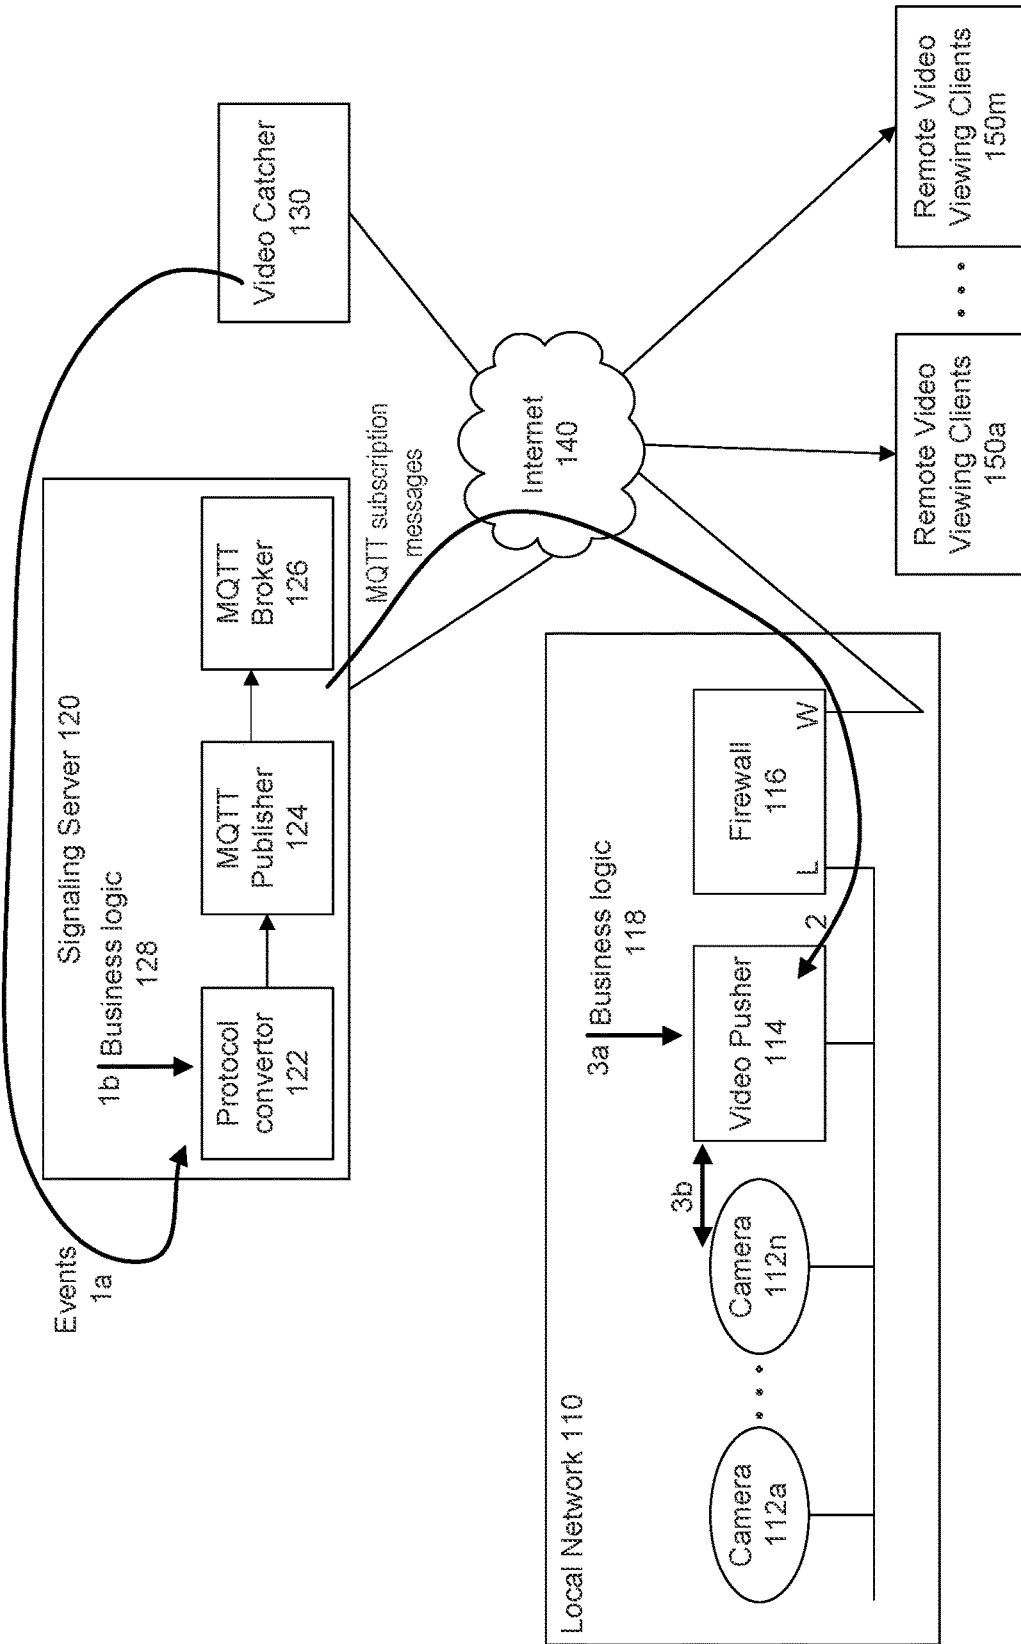 Events
1a
Signaling Server 120
1b Business logic
128
Protocol
convertor
122
MQTT
Publisher
124
MQTT
Broker
126
Video Catcher
130
MQTT subscription
messages
Internet
140
Local Network 110
3a Business logic
118
3b
Camera
112a
Camera
112n
Video Pusher
114
2
Firewall
116
L
W
Remote Video
Viewing Clients
150a
Remote Video
Viewing Clients
150m